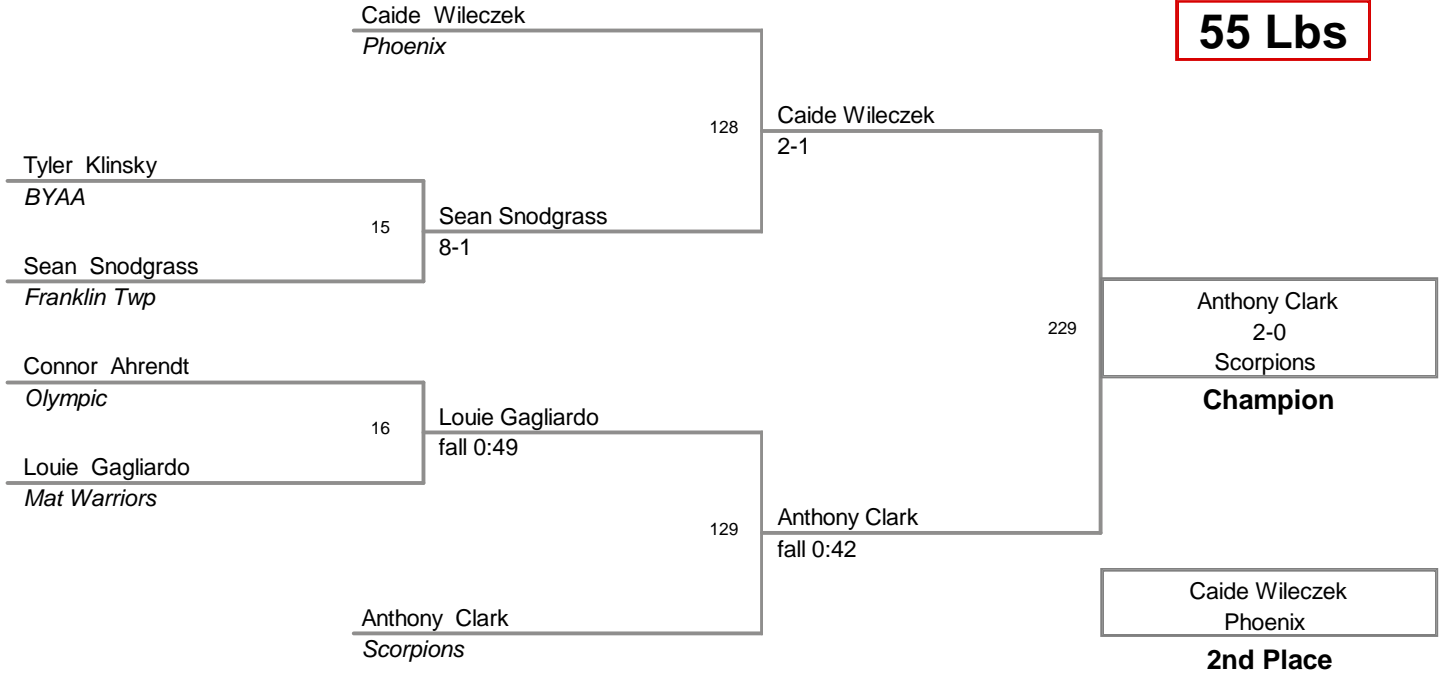 Caide Wileczek
Phoenix
55 Lbs
128
Caide Wileczek
2-1
Tyler Klinsky
BYAA
15
Sean Snodgrass
8-1
Sean Snodgrass
Franklin Twp
229
Anthony Clark
2-0
Scorpions
Champion
Connor Ahrendt
Olympic
16
Louie Gagliardo
fall 0:49
Louie Gagliardo
Mat Warriors
129
Anthony Clark
fall 0:42
Anthony Clark
Scorpions
Caide Wileczek
Phoenix
2nd Place